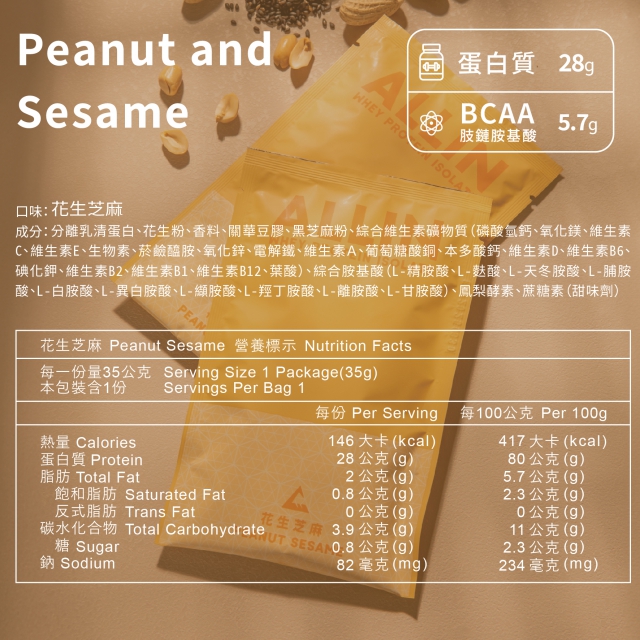 Peanut and
Sesame
蛋白質 28g
BCAA
肢鏈胺基酸
5.7g
ALLIN
WHEY PROTEIN ISOLATE
ALLIN
口味:花生芝麻
成分:分離乳清蛋白、花生粉、香料、關華豆膠、黑芝麻粉、綜合維生素礦物質(磷酸氫鈣、氧化鎂、維生素
C、維生素E、生物素、菸鹼醯胺、氧化鋅、電解鐵、維生素A、葡萄糖酸銅、本多酸鈣、維生素D、維生素B6、
碘化鉀、維生素B2、維生素B1、維生素B12、葉酸)、綜合胺基酸(L-精胺酸、L-麩酸、L-天冬胺酸、L-脯胺
酸、L-白胺酸、L-異白胺酸、L-纈胺酸、L-羥丁胺酸、L-離胺酸、L-甘胺酸)、鳳梨酵素、蔗糖素(甜味劑)
花生芝麻 Peanut Sesame 營養標示 Nutrition Facts
每一份量35公克 Serving Size 1 Package(35g)
本包裝含1份 Servings Per Bag 1
每份 Per Serving 每100公克 Per 100g
熱量 Calories 146 大卡(kcal) 417 大卡(kcal)
蛋白質 Protein 28 公克(g) 80 公克(g)
脂肪 Total Fat 2 公克(g) 5.7 公克(g)
飽和脂肪 Saturated Fat 0.8 公克(g) 2.3 公克(g)
反式脂肪 Trans Fat 0 公克(g) 0 公克(g)
碳水化合物 Total Carbohydrate 3.9 公克(g) 11 公克(g)
糖 Sugar 0.8 公克(g) 2.3 公克(g)
鈉 Sodium 82 毫克(mg) 234 毫克(mg)
花生芝麻
PEANUT SESAME